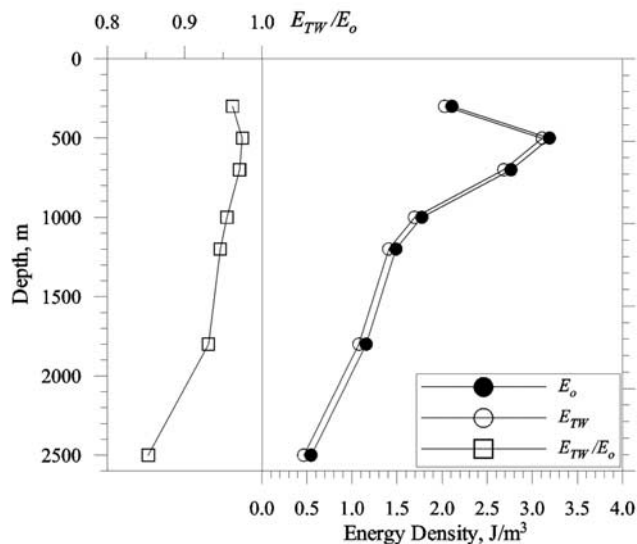 0.8 0.9 1.0 E_TW/E_o
0
500
1000
1500
2000
2500
Depth, m
E_o
E_TW
E_TW/E_o
0.0 0.5 1.0 1.5 2.0 2.5 3.0 3.5 4.0
Energy Density, J/m³